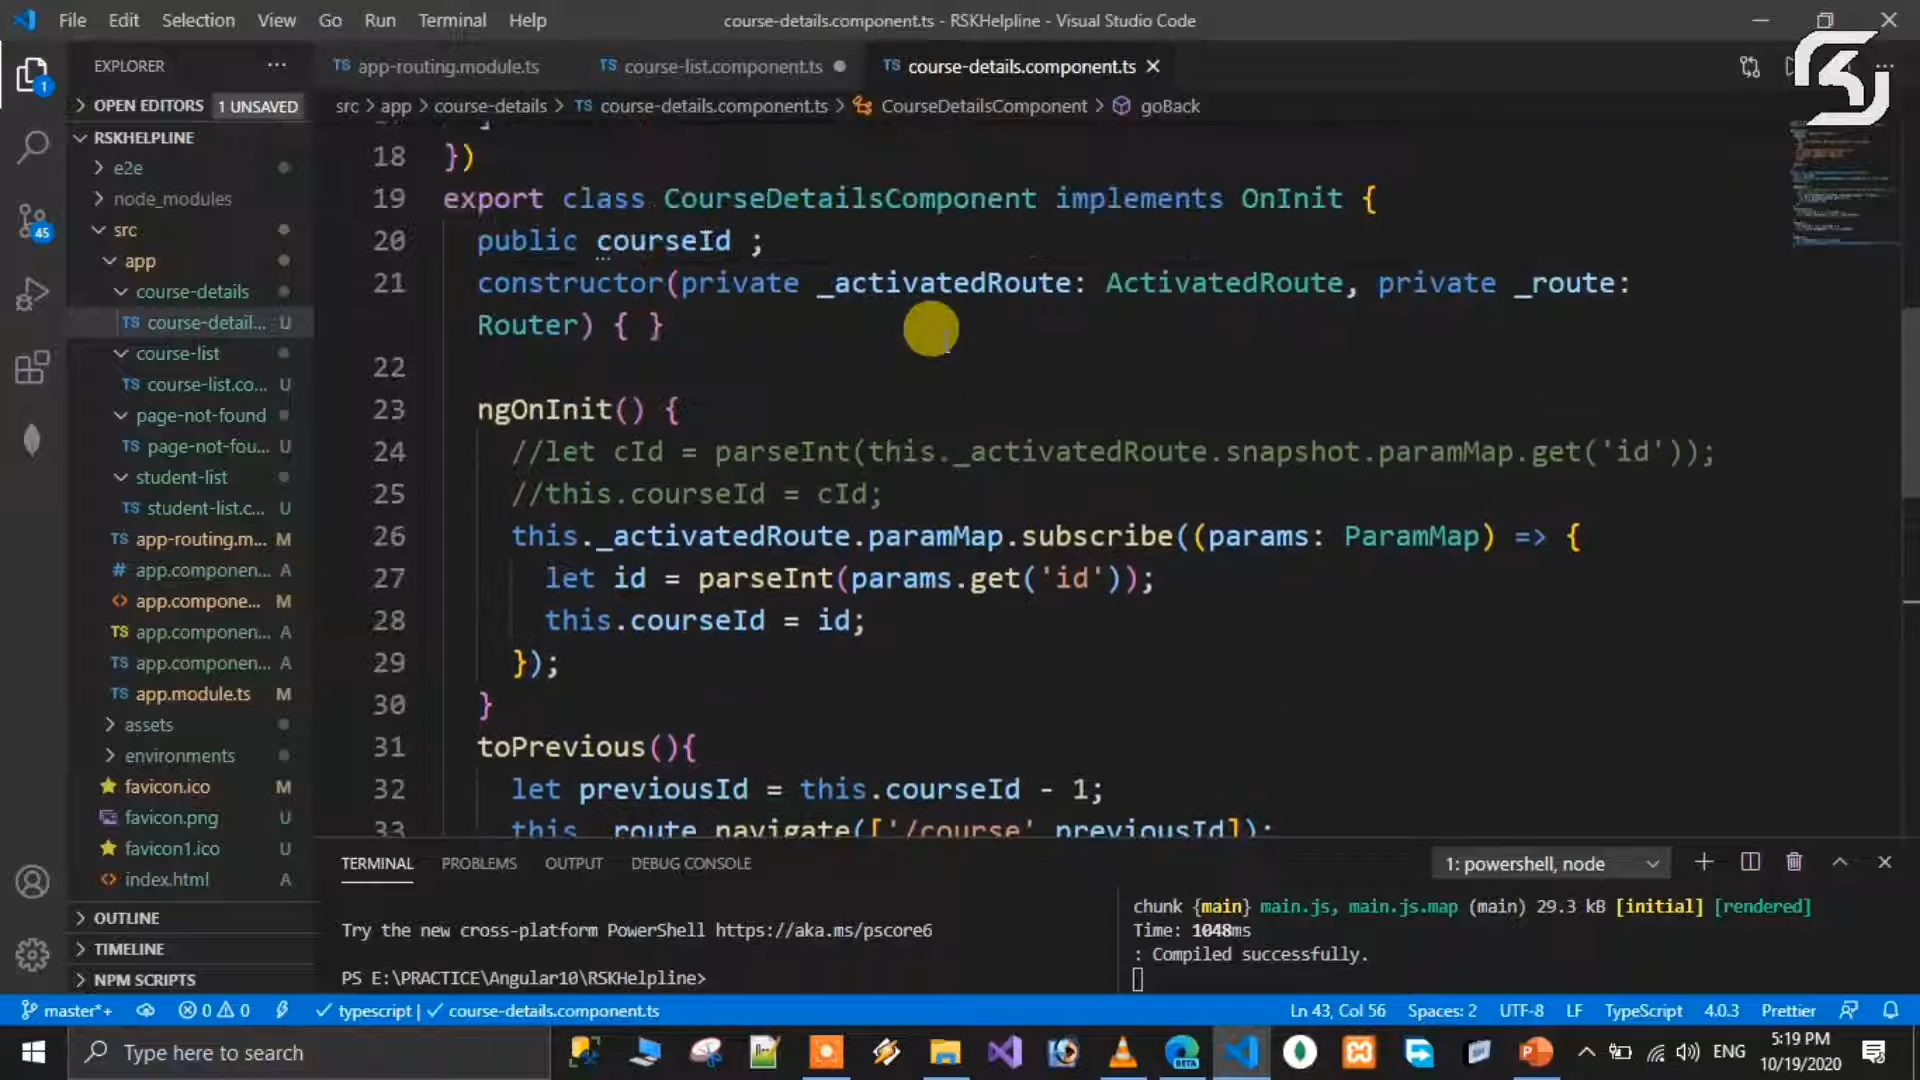 File Edit Selection View Go Run Terminal Help
course-details.component.ts - RSKHelpline - Visual Studio Code
EXPLORER ...
TS app-routing.module.ts
TS course-list.component.ts
TS course-details.component.ts
OPEN EDITORS 1 UNSAVED
src > app > course-details > TS course-details.component.ts > CourseDetailsComponent > goBack
RSKHELPLINE
e2e
node_modules
src
app
course-details
TS course-detail... U
course-list
TS course-list.co... U
page-not-found
TS page-not-fou... U
student-list
TS student-list.c... U
TS app-routing.m... M
# app.componen... A
<> app.compone... M
TS app.componen... A
TS app.componen... A
TS app.module.ts M
assets
environments
favicon.ico M
favicon.png U
favicon1.ico U
<> index.html A
OUTLINE
TIMELINE
NPM SCRIPTS
1
45
18 })
19 export class CourseDetailsComponent implements OnInit {
20 public courseId ;
21 constructor(private _activatedRoute: ActivatedRoute, private _route:
Router) { }
22
23 ngOnInit() {
24 //let cId = parseInt(this._activatedRoute.snapshot.paramMap.get('id'));
25 //this.courseId = cId;
26 this._activatedRoute.paramMap.subscribe((params: ParamMap) => {
27 let id = parseInt(params.get('id'));
28 this.courseId = id;
29 });
30 }
31 toPrevious(){
32 let previousId = this.courseId - 1;
33 this._route.navigate(['/course',previousId]);
TERMINAL PROBLEMS OUTPUT DEBUG CONSOLE
1: powershell, node
Try the new cross-platform PowerShell https://aka.ms/pscore6
PS E:\PRACTICE\Angular10\RSKHelpline>
chunk {main} main.js, main.js.map (main) 29.3 kB [initial] [rendered]
Time: 1048ms
: Compiled successfully.
master*+ 0 0 typescript | course-details.component.ts
Ln 43, Col 56 Spaces: 2 UTF-8 LF TypeScript 4.0.3 Prettier
Type here to search
BETA
ENG
5:19 PM
10/19/2020